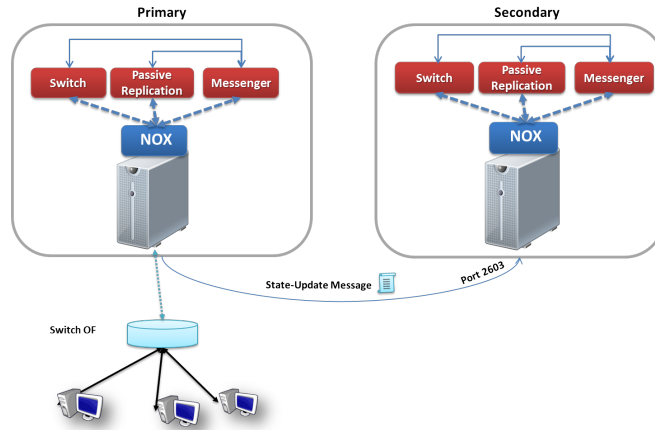 Primary
Secondary
Switch
Passive
Replication
Messenger
NOX
Switch
Passive
Replication
Messenger
NOX
State-Update Message
Port 2603
Switch OF